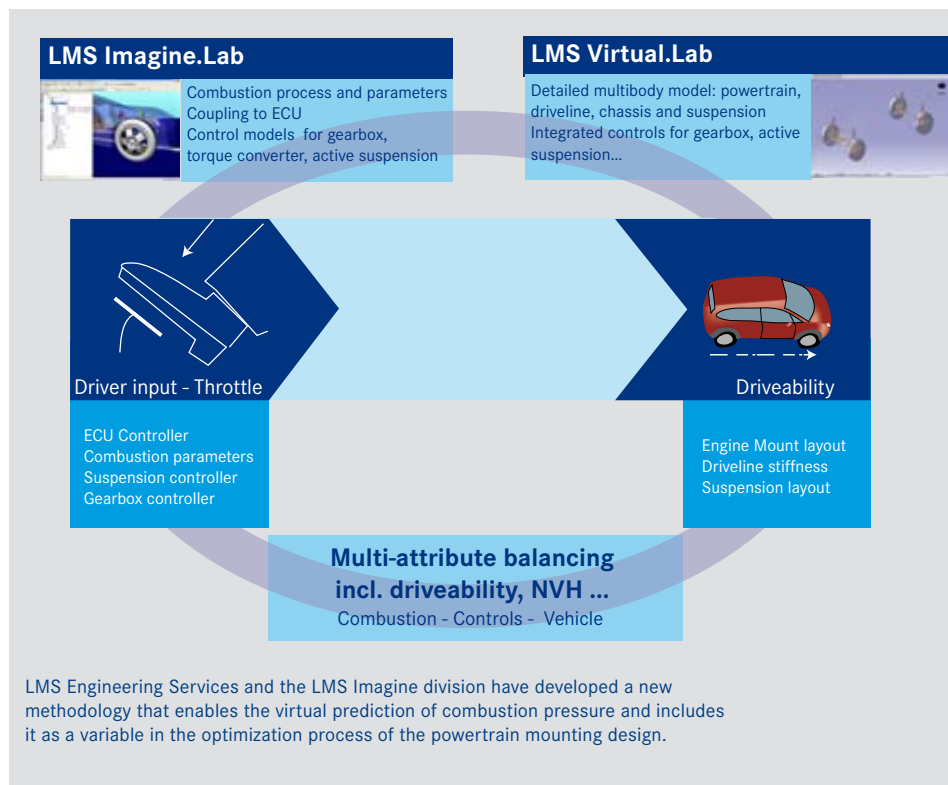 LMS Imagine.Lab
Combustion process and parameters
Coupling to ECU
Control models for gearbox,
torque converter, active suspension
LMS Virtual.Lab
Detailed multibody model: powertrain,
driveline, chassis and suspension
Integrated controls for gearbox, active
suspension...
Driver input - Throttle
Driveability
ECU Controller
Combustion parameters
Suspension controller
Gearbox controller
Engine Mount layout
Driveline stiffness
Suspension layout
Multi-attribute balancing
incl. driveability, NVH ...
Combustion - Controls - Vehicle
LMS Engineering Services and the LMS Imagine division have developed a new
methodology that enables the virtual prediction of combustion pressure and includes
it as a variable in the optimization process of the powertrain mounting design.